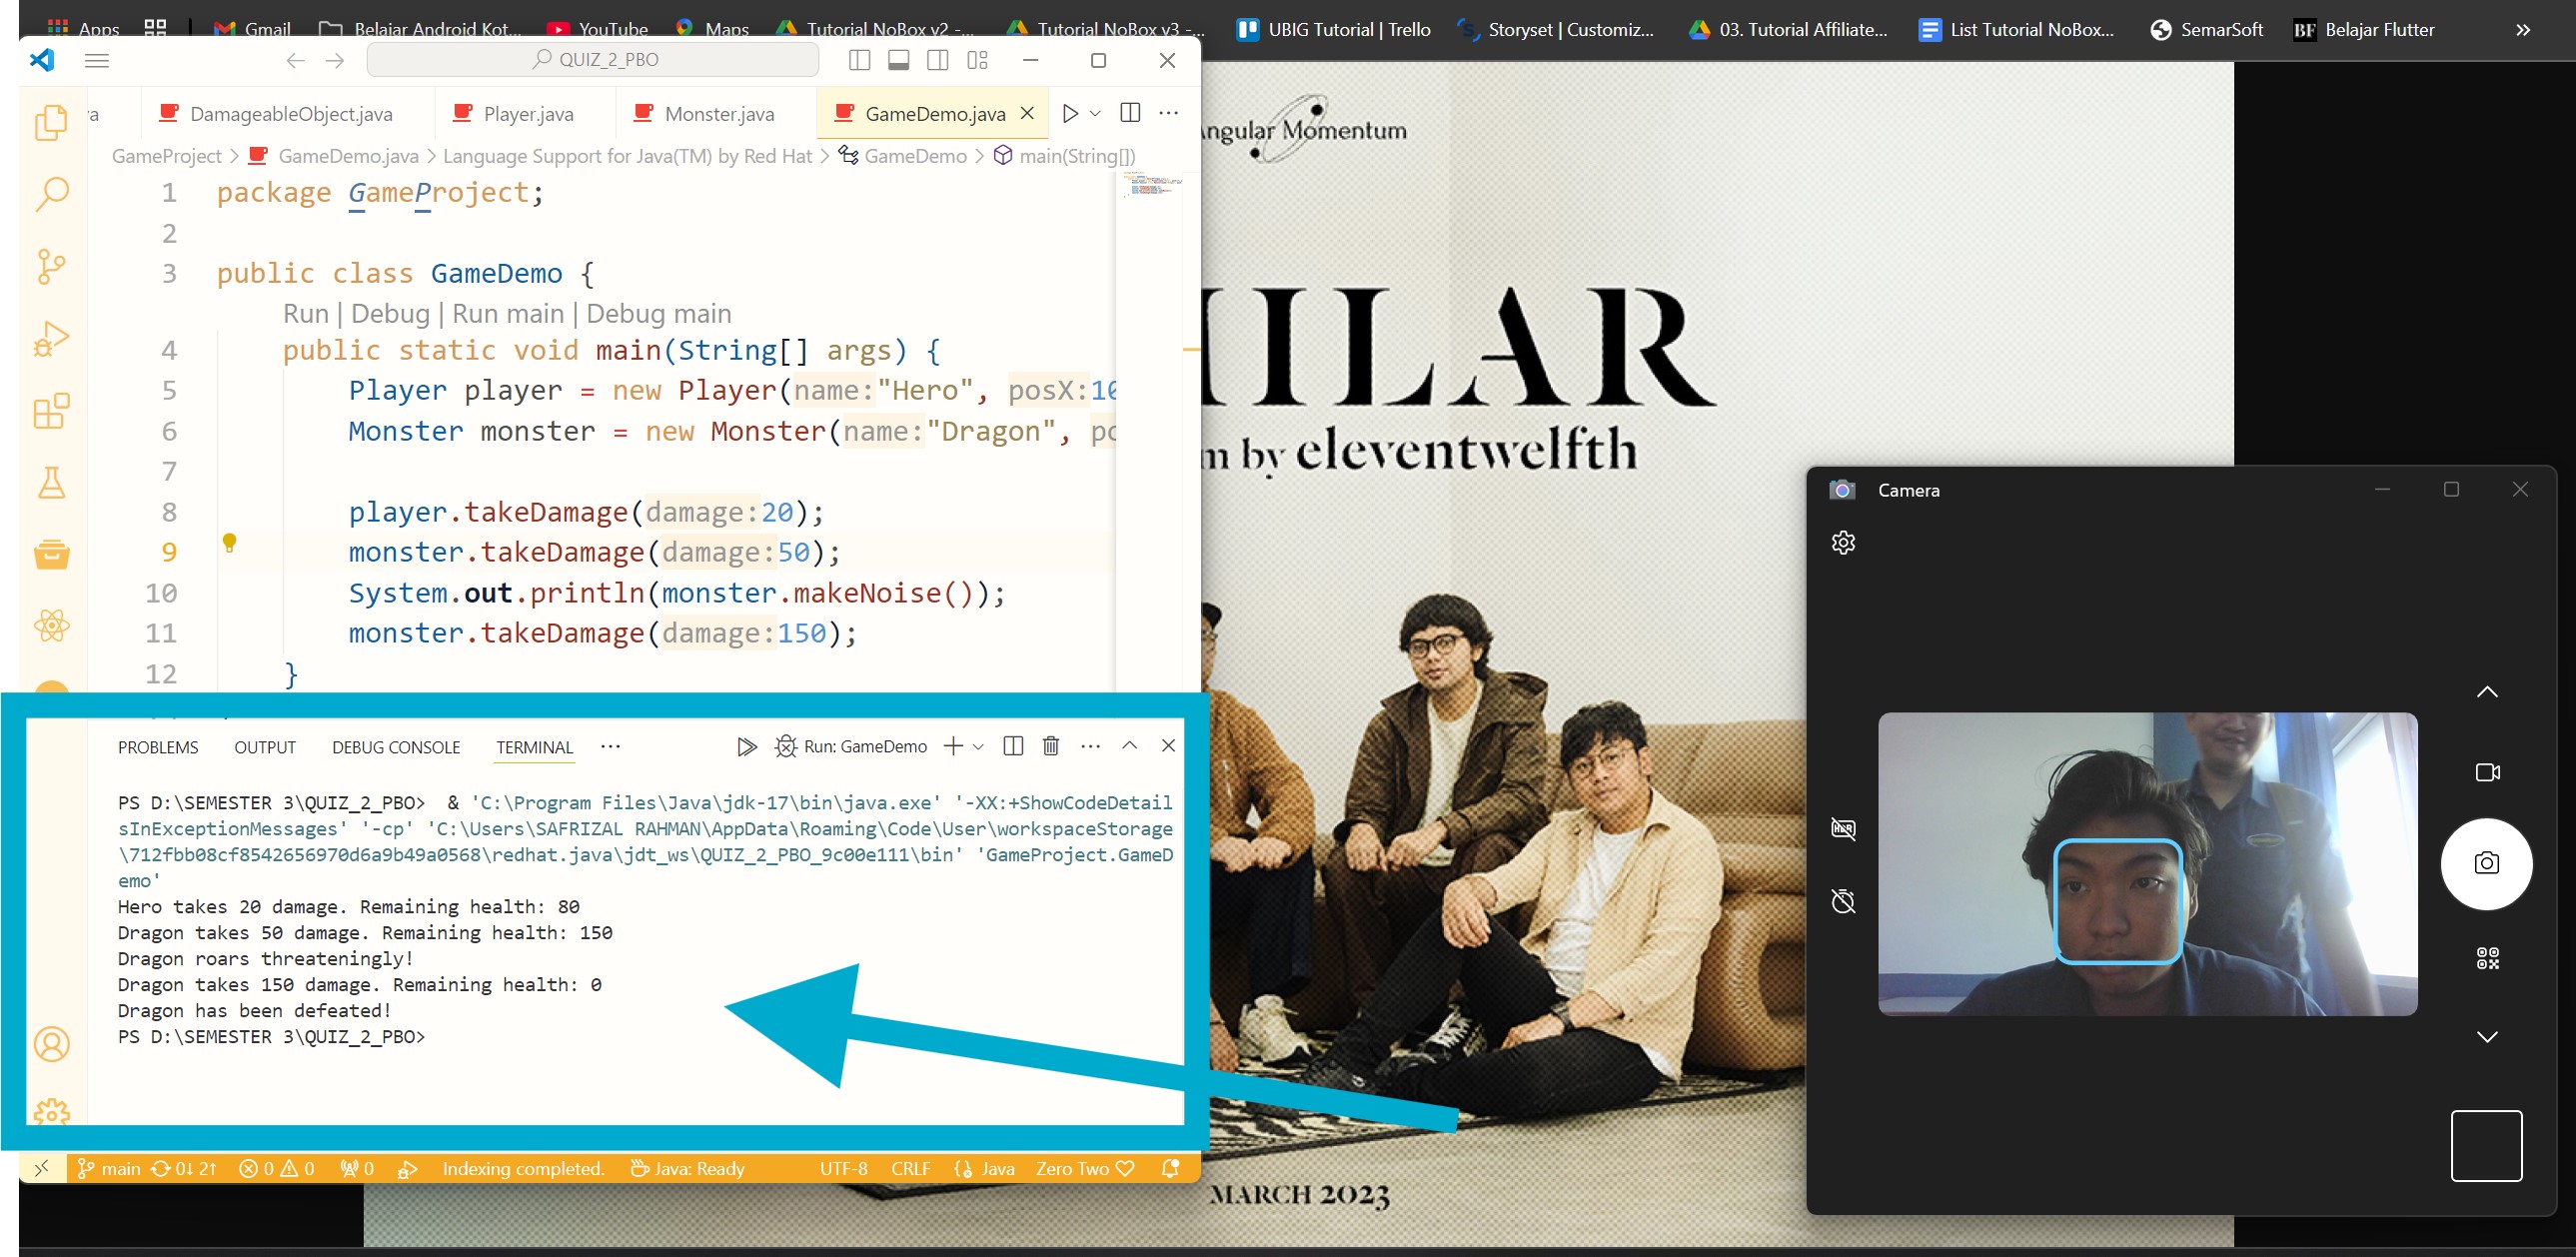 Apps
Gmail
Belajar Android Kot...
YouTube
Maps
Tutorial NoBox v2 -...
Tutorial NoBox v3 -...
UBIG Tutorial | Trello
Storyset | Customiz...
03. Tutorial Affiliate...
List Tutorial NoBox...
SemarSoft
BF Belajar Flutter
QUIZ_2_PBO
va
DamageableObject.java
Player.java
Monster.java
GameDemo.java
GameProject > GameDemo.java > Language Support for Java(TM) by Red Hat > GameDemo > main(String[])
1 package GameProject;
2
3 public class GameDemo {
Run | Debug | Run main | Debug main
4 public static void main(String[] args) {
5 Player player = new Player(name:"Hero", posX:10
6 Monster monster = new Monster(name:"Dragon", po
7
8 player.takeDamage(damage:20);
9 monster.takeDamage(damage:50);
10 System.out.println(monster.makeNoise());
11 monster.takeDamage(damage:150);
12 }
PROBLEMS OUTPUT DEBUG CONSOLE TERMINAL ... Run: GameDemo
PS D:\SEMESTER 3\QUIZ_2_PBO>  & 'C:\Program Files\Java\jdk-17\bin\java.exe' '-XX:+ShowCodeDetail
sInExceptionMessages' '-cp' 'C:\Users\SAFRIZAL RAHMAN\AppData\Roaming\Code\User\workspaceStorage
\712fbb08cf8542656970d6a9b49a0568\redhat.java\jdt_ws\QUIZ_2_PBO_9c00e111\bin' 'GameProject.GameD
emo'
Hero takes 20 damage. Remaining health: 80
Dragon takes 50 damage. Remaining health: 150
Dragon roars threateningly!
Dragon takes 150 damage. Remaining health: 0
Dragon has been defeated!
PS D:\SEMESTER 3\QUIZ_2_PBO>
main 0↓ 2↑ 0 0 0 Indexing completed. Java: Ready UTF-8 CRLF Java Zero Two
Angular Momentum
ILAR
m by eleventwelfth
MARCH 2023
Camera
HDR